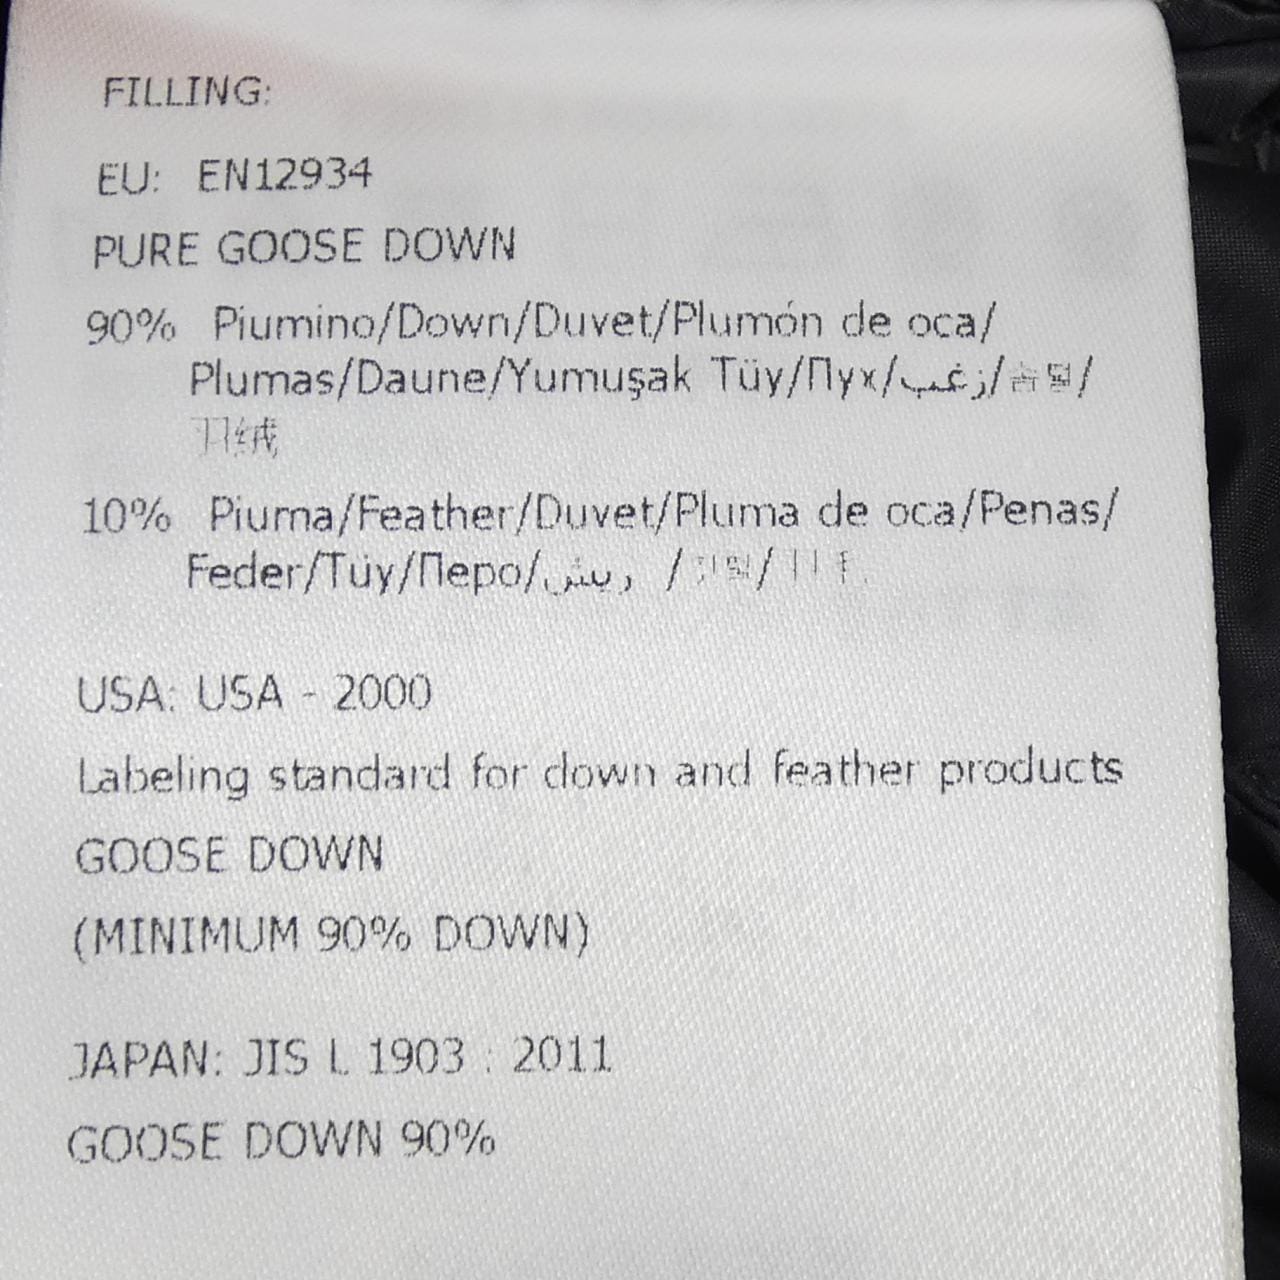 FILLING:
EU: EN12934
PURE GOOSE DOWN
90% Piumino/Down/Duvet/Plumón de oca/
Plumas/Daune/Yumuşak Tüy/Пух/زغب/솜털/
羽绒
10% Piuma/Feather/Duvet/Pluma de oca/Penas/
Feder/Tüy/Перо/ريش /
USA: USA - 2000
Labeling standard for down and feather products
GOOSE DOWN
(MINIMUM 90% DOWN)
JAPAN: JIS L 1903 : 2011
GOOSE DOWN 90%